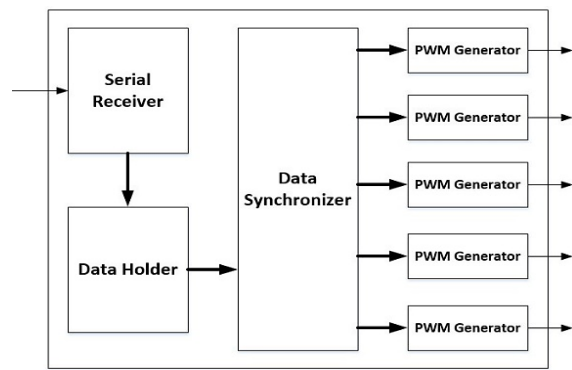 Serial
Receiver
Data Holder
Data
Synchronizer
PWM Generator
PWM Generator
PWM Generator
PWM Generator
PWM Generator